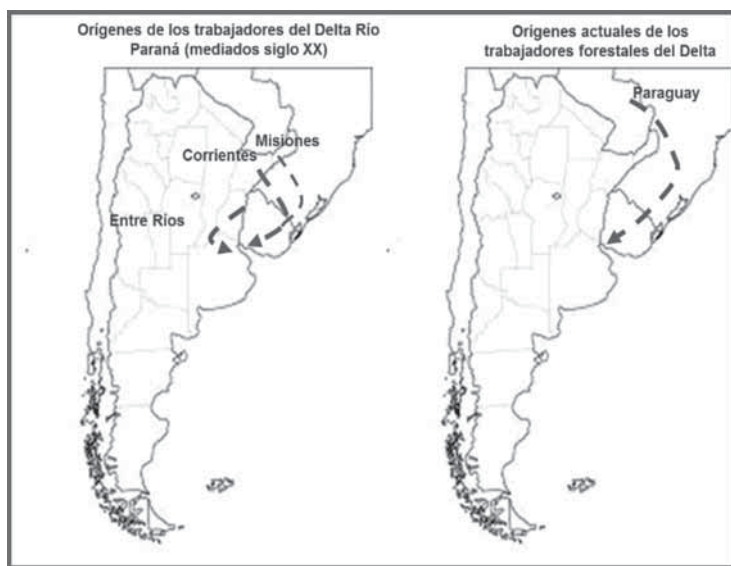 Orígenes de los trabajadores del Delta Río
Paraná (mediados siglo XX)
Misiones
Corrientes
Entre Ríos
Orígenes actuales de los
trabajadores forestales del Delta
Paraguay